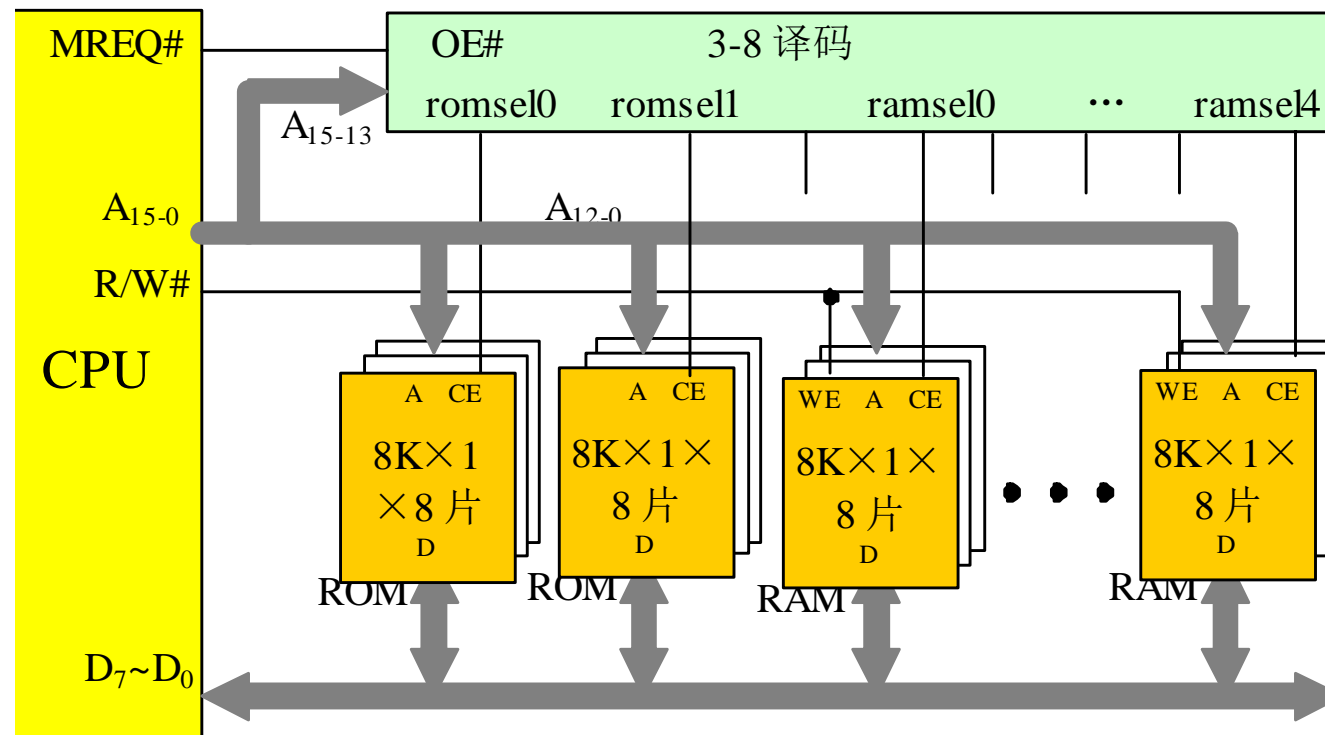 MREQ#
OE# 3-8 译码
romsel0 romsel1 ramsel0 … ramsel4
A15-13
A15-0
A12-0
R/W#
CPU
A CE
8K×1
×8 片
D
ROM
A CE
8K×1×
8 片
D
ROM
WE A CE
8K×1×
8 片
D
RAM
WE A CE
8K×1×
8 片
D
RAM
D7~D0